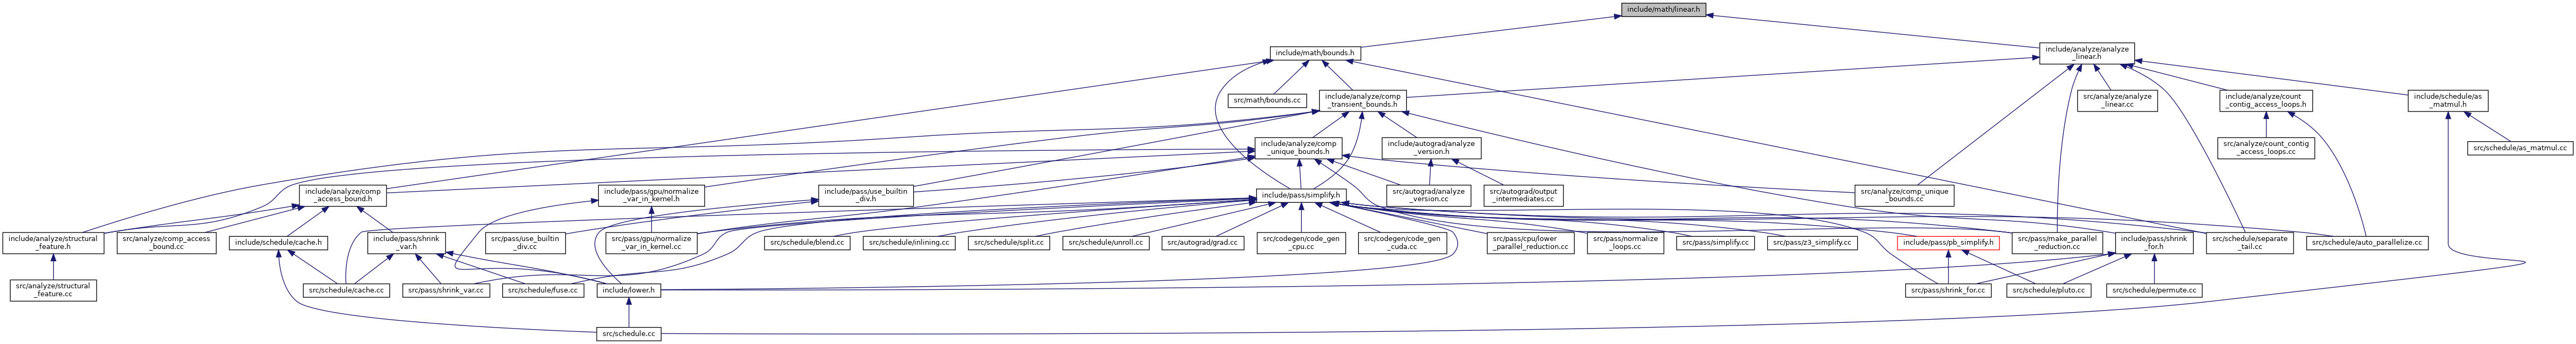 include/math/linear.h
include/math/bounds.h
include/analyze/analyze
_linear.h
src/math/bounds.cc
include/analyze/comp
_transient_bounds.h
src/analyze/analyze
_linear.cc
include/analyze/count
_contig_access_loops.h
include/schedule/as
_matmul.h
include/analyze/comp
_unique_bounds.h
include/autograd/analyze
_version.h
src/analyze/count_contig
_access_loops.cc
src/schedule/as_matmul.cc
include/analyze/comp
_access_bound.h
include/pass/gpu/normalize
_var_in_kernel.h
include/pass/use_builtin
_div.h
include/pass/simplify.h
src/autograd/analyze
_version.cc
src/autograd/output
_intermediates.cc
src/analyze/comp_unique
_bounds.cc
include/analyze/structural
_feature.h
src/analyze/comp_access
_bound.cc
include/schedule/cache.h
include/pass/shrink
_var.h
src/pass/use_builtin
_div.cc
src/pass/gpu/normalize
_var_in_kernel.cc
src/schedule/blend.cc
src/schedule/inlining.cc
src/schedule/split.cc
src/schedule/unroll.cc
src/autograd/grad.cc
src/codegen/code_gen
_cpu.cc
src/codegen/code_gen
_cuda.cc
src/pass/cpu/lower
_parallel_reduction.cc
src/pass/normalize
_loops.cc
src/pass/simplify.cc
src/pass/z3_simplify.cc
include/pass/pb_simplify.h
src/pass/make_parallel
_reduction.cc
include/pass/shrink
_for.h
src/schedule/separate
_tail.cc
src/schedule/auto_parallelize.cc
src/analyze/structural
_feature.cc
src/schedule/cache.cc
src/pass/shrink_var.cc
src/schedule/fuse.cc
include/lower.h
src/pass/shrink_for.cc
src/schedule/pluto.cc
src/schedule/permute.cc
src/schedule.cc